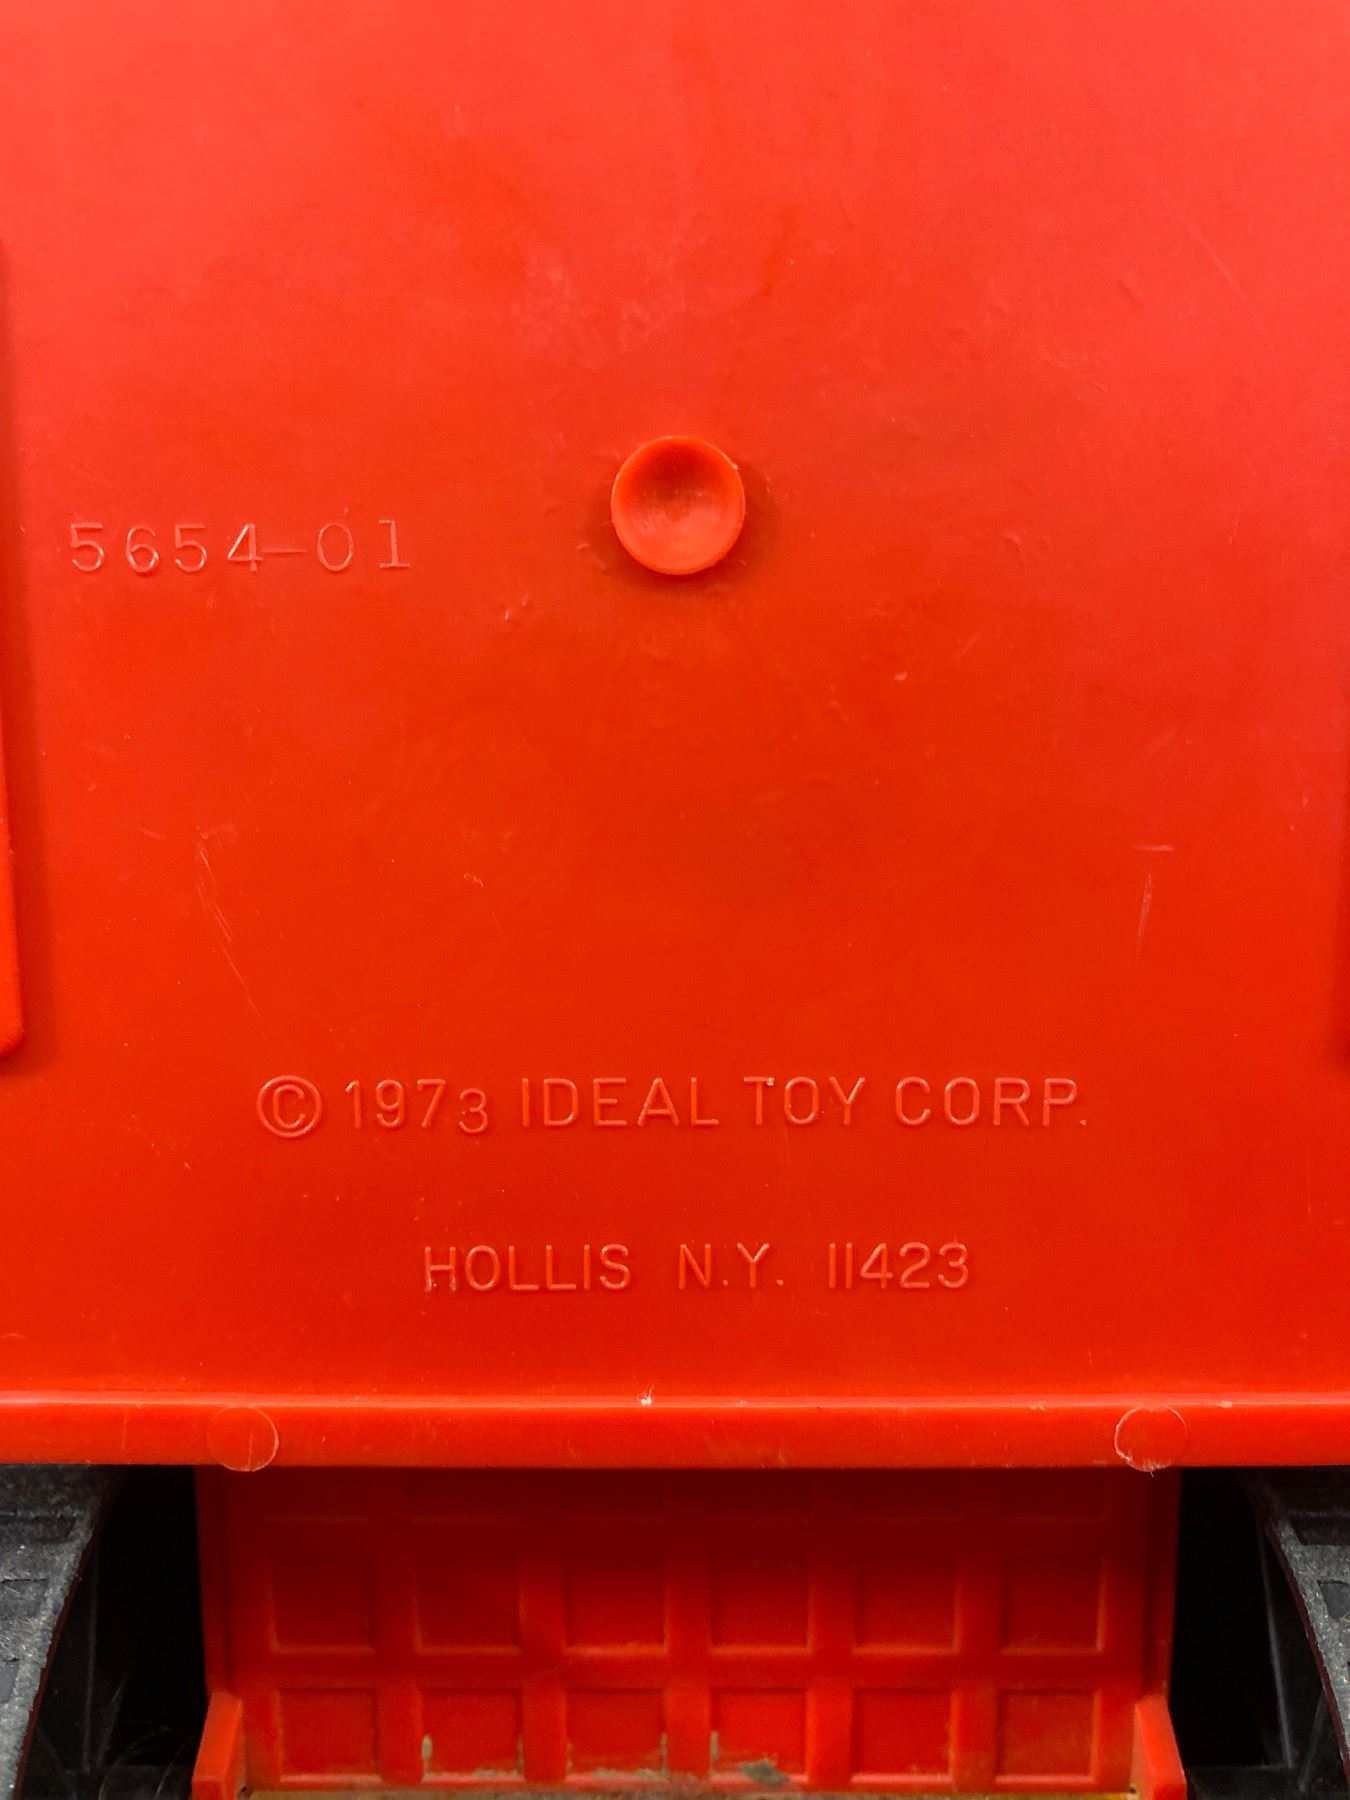 5654-01
© 1973 IDEAL TOY CORP.
HOLLIS N.Y. 11423